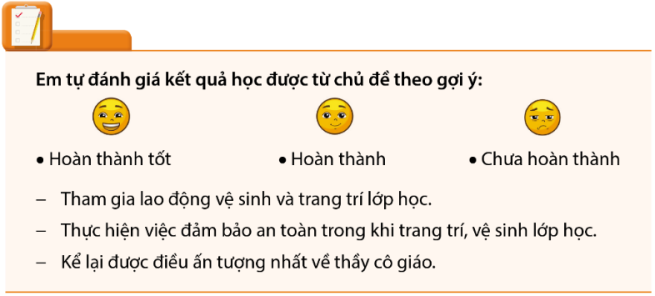 Em tự đánh giá kết quả học được từ chủ đề theo gợi ý:
• Hoàn thành tốt • Hoàn thành • Chưa hoàn thành
– Tham gia lao động vệ sinh và trang trí lớp học.
– Thực hiện việc đảm bảo an toàn trong khi trang trí, vệ sinh lớp học.
– Kể lại được điều ấn tượng nhất về thầy cô giáo.